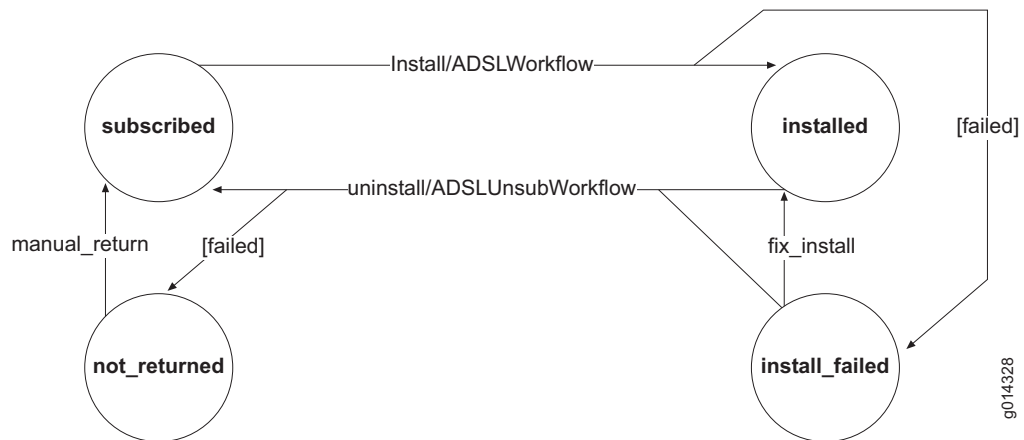 Install/ADSLWorkflow
subscribed
installed
[failed]
uninstall/ADSLUnsubWorkflow
manual_return
[failed]
fix_install
not_returned
install_failed
g014328